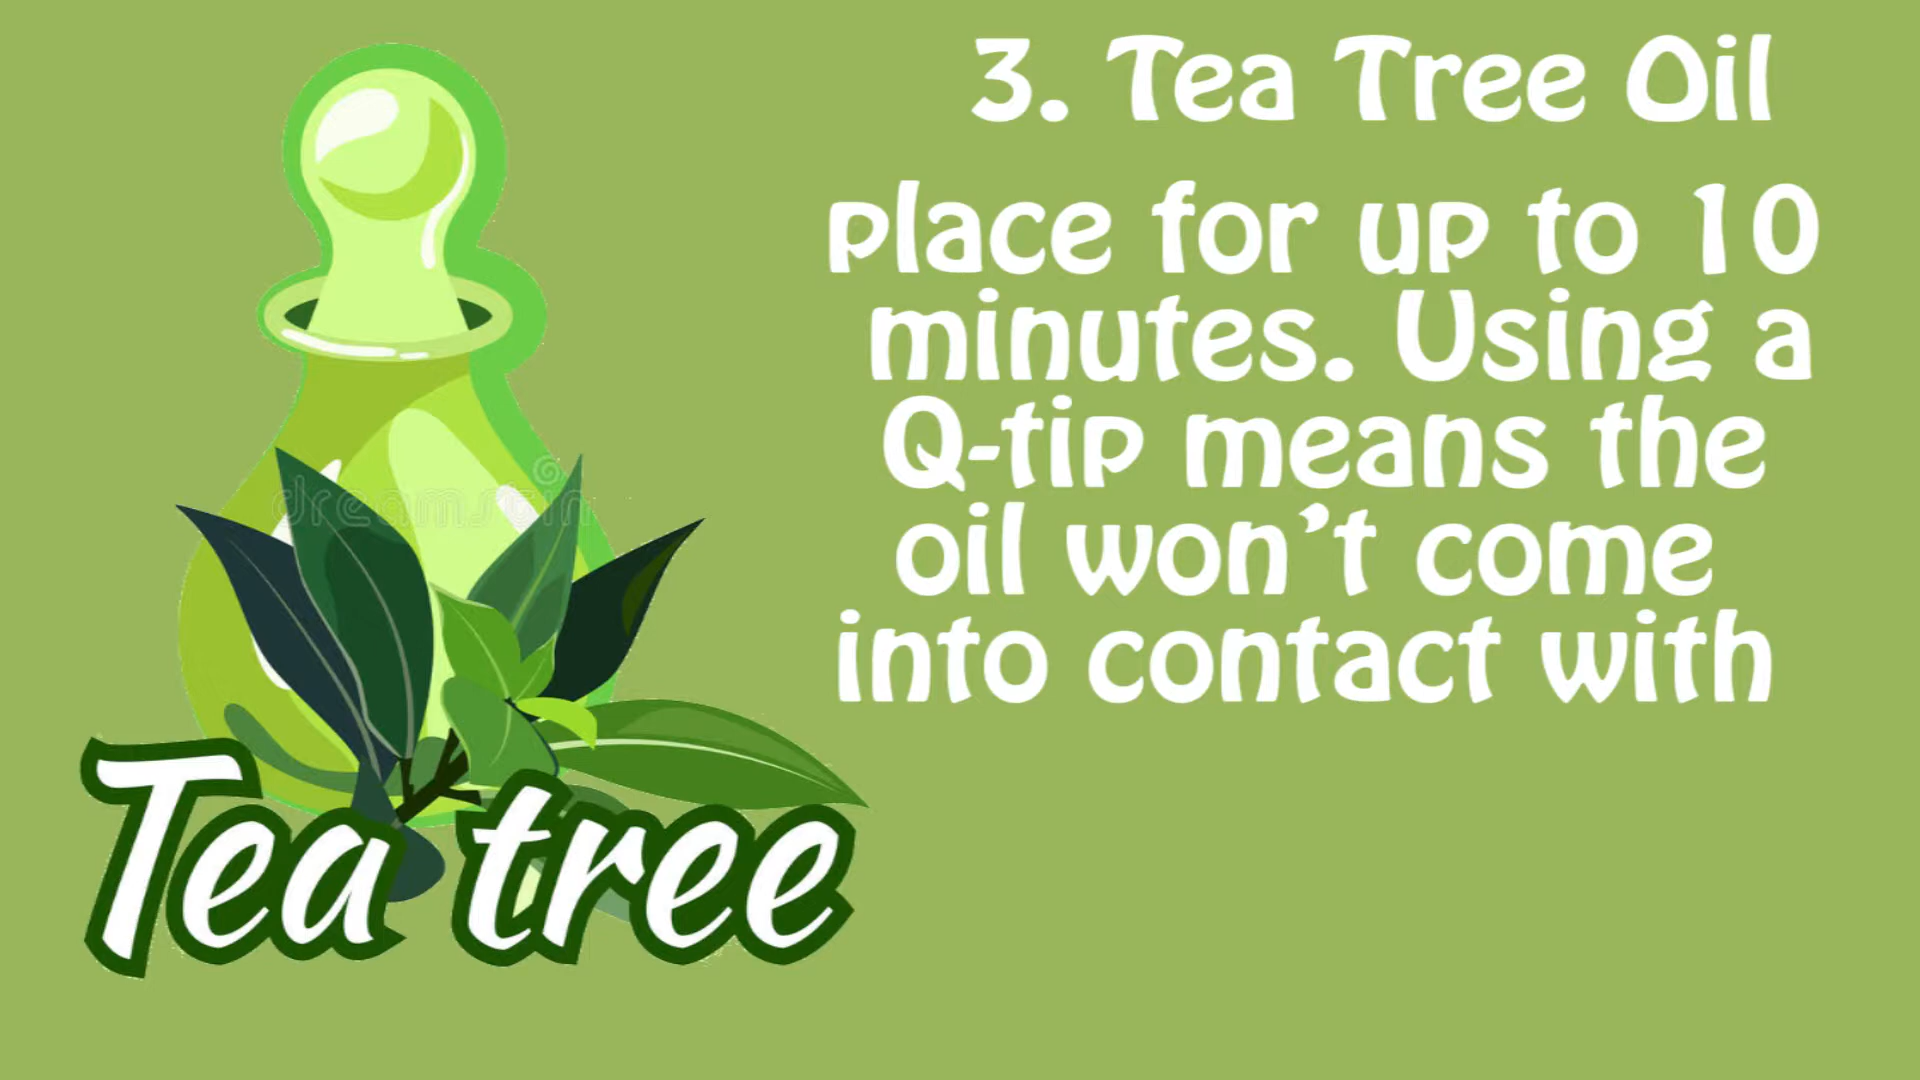 3. Tea Tree Oil
place for up to 10
minutes. Using a
Q-tip means the
oil won't come
into contact with
dreamstime
Tea tree